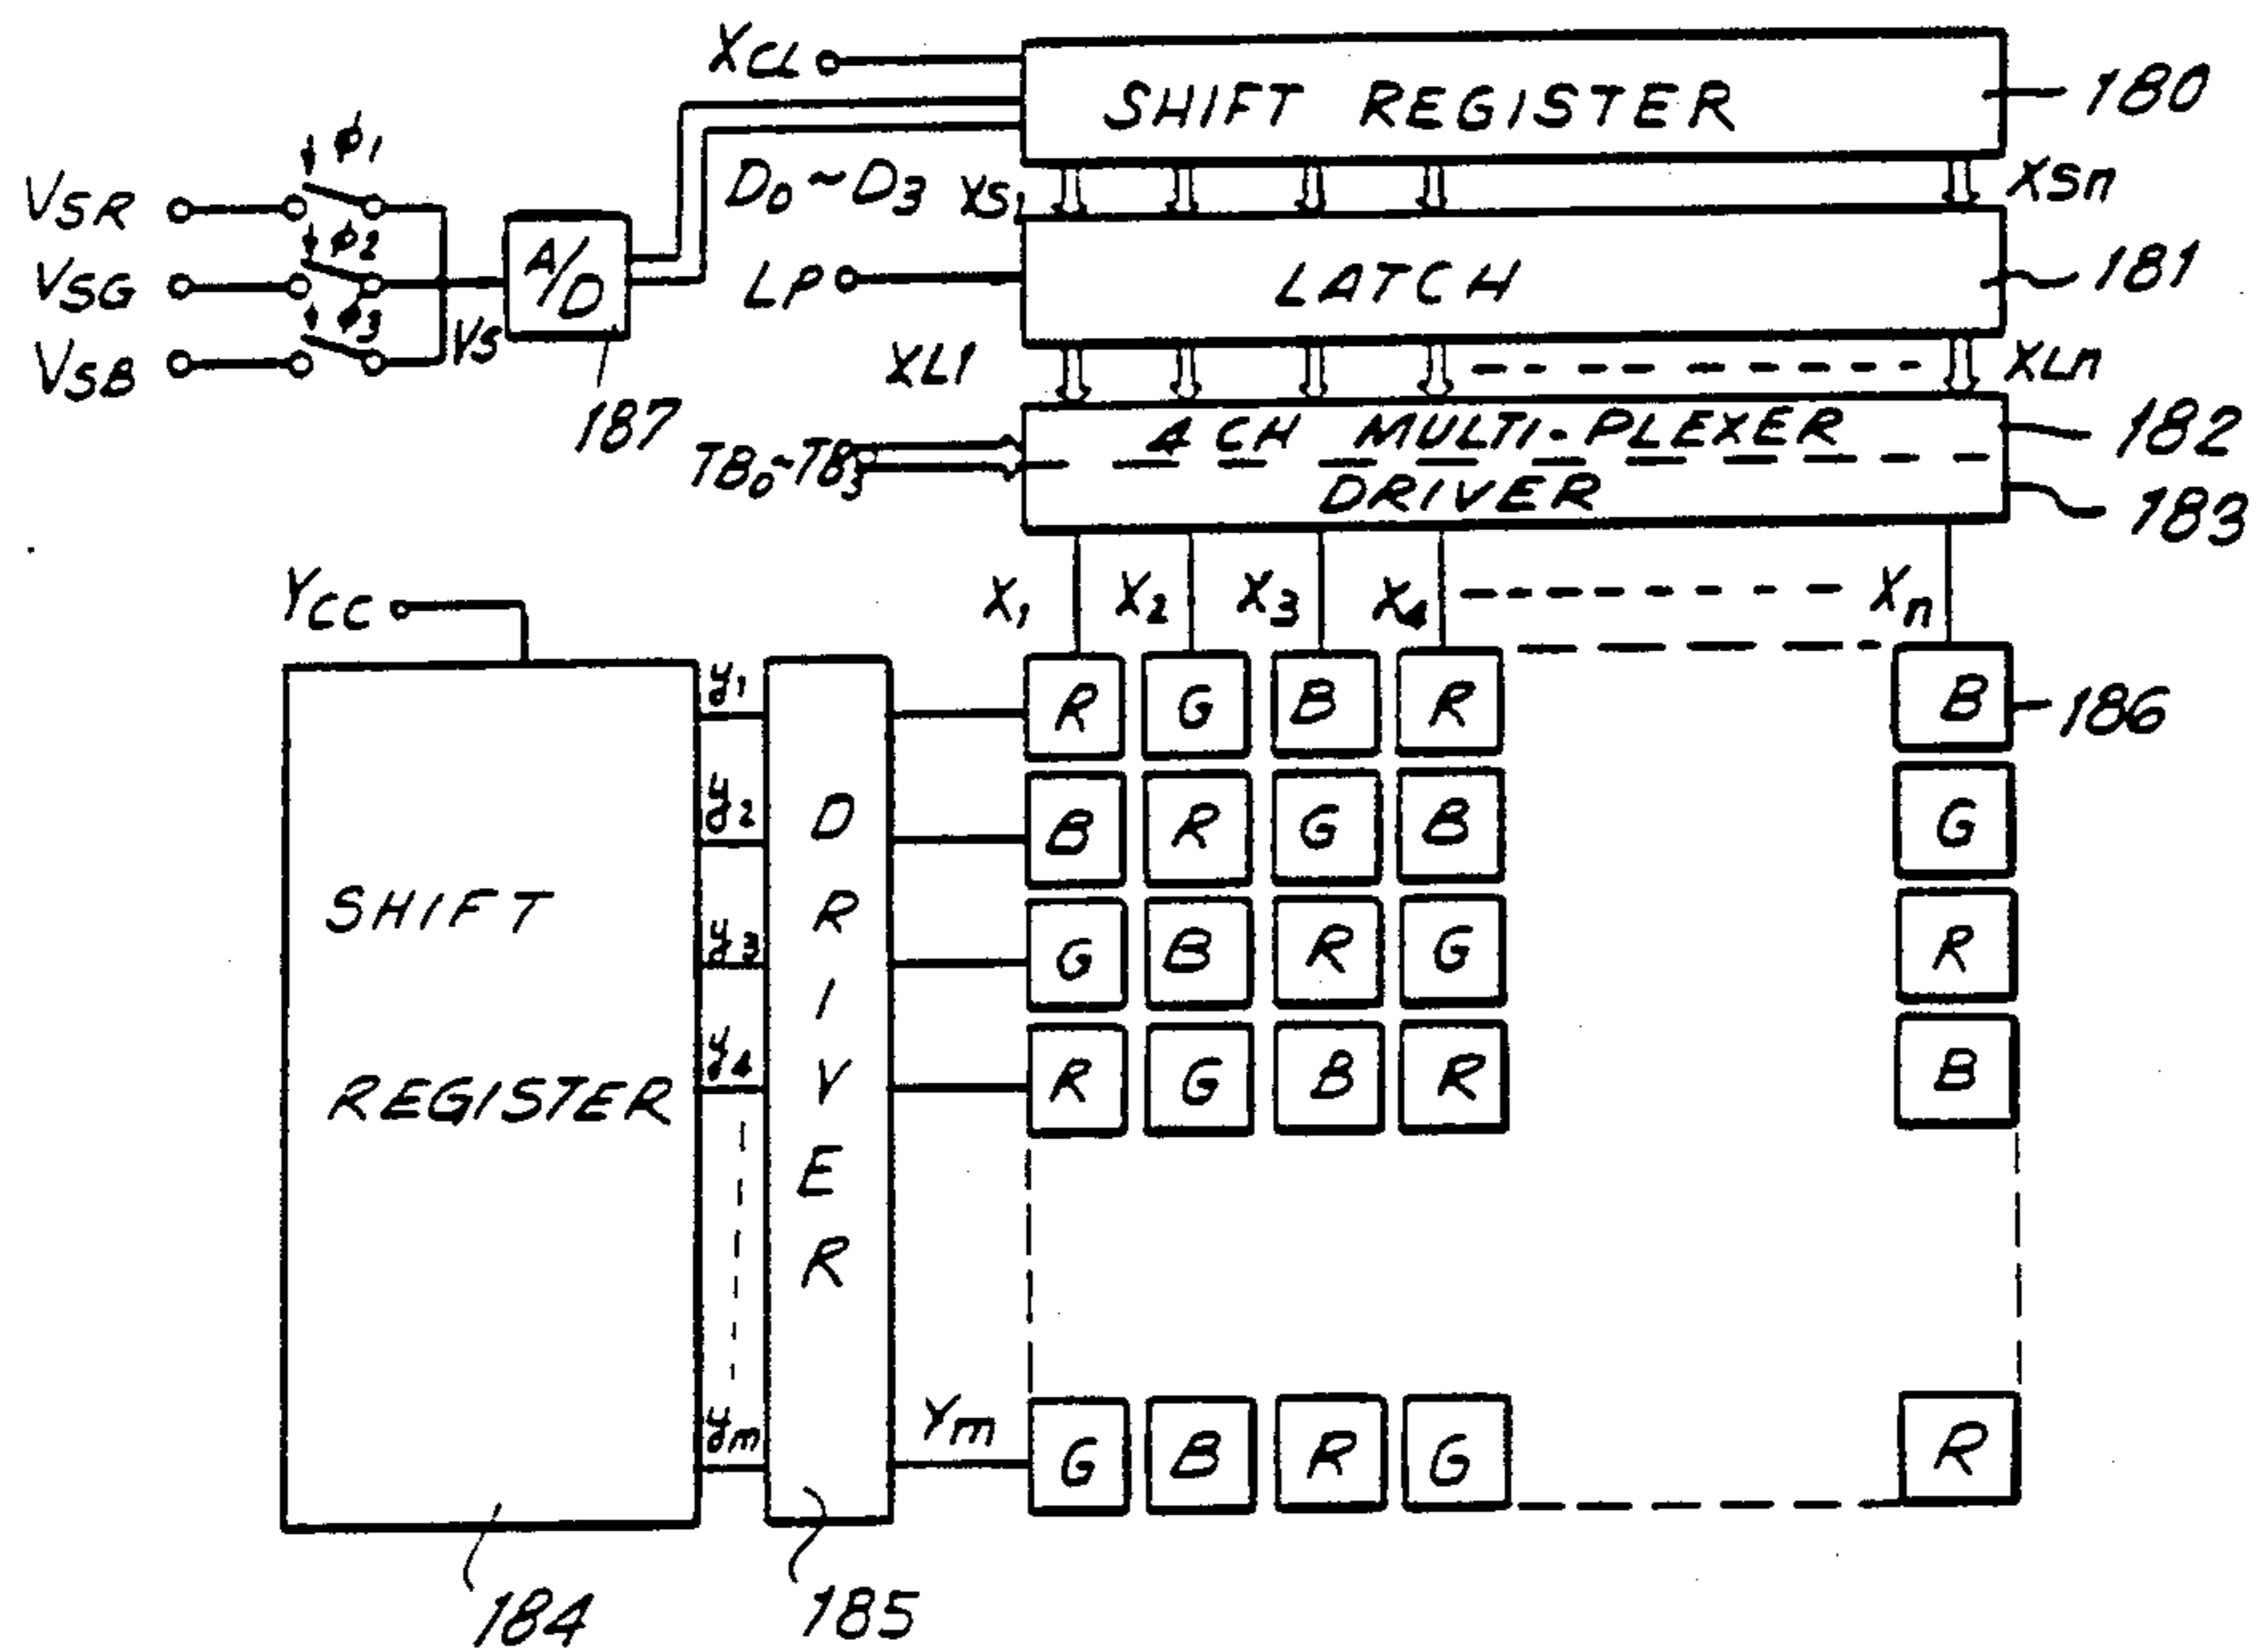 XCL
SHIFT REGISTER
180
φ1
VSR
D0~D3
XS1
XSn
φ2
VSG
A/D
LP
LATCH
181
φ3
VS
VSB
XL1
XLn
187
4 CH MULTI-PLEXER
182
TB0~TB3
DRIVER
183
YCC
X1 X2 X3 X4 Xn
y1
R G B R B
186
y2
B R G B G
SHIFT
y3
G B R G R
y4
REGISTER
R G B R B
DRIVER
ym
Ym
G B R G R
184
185